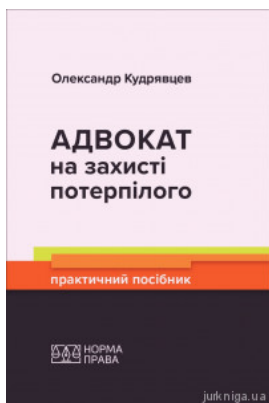 Олександр Кудрявцев
АДВОКАТ
на захисті
потерпілого
практичний посібник
НОРМА
ПРАВА
jurkniga.ua